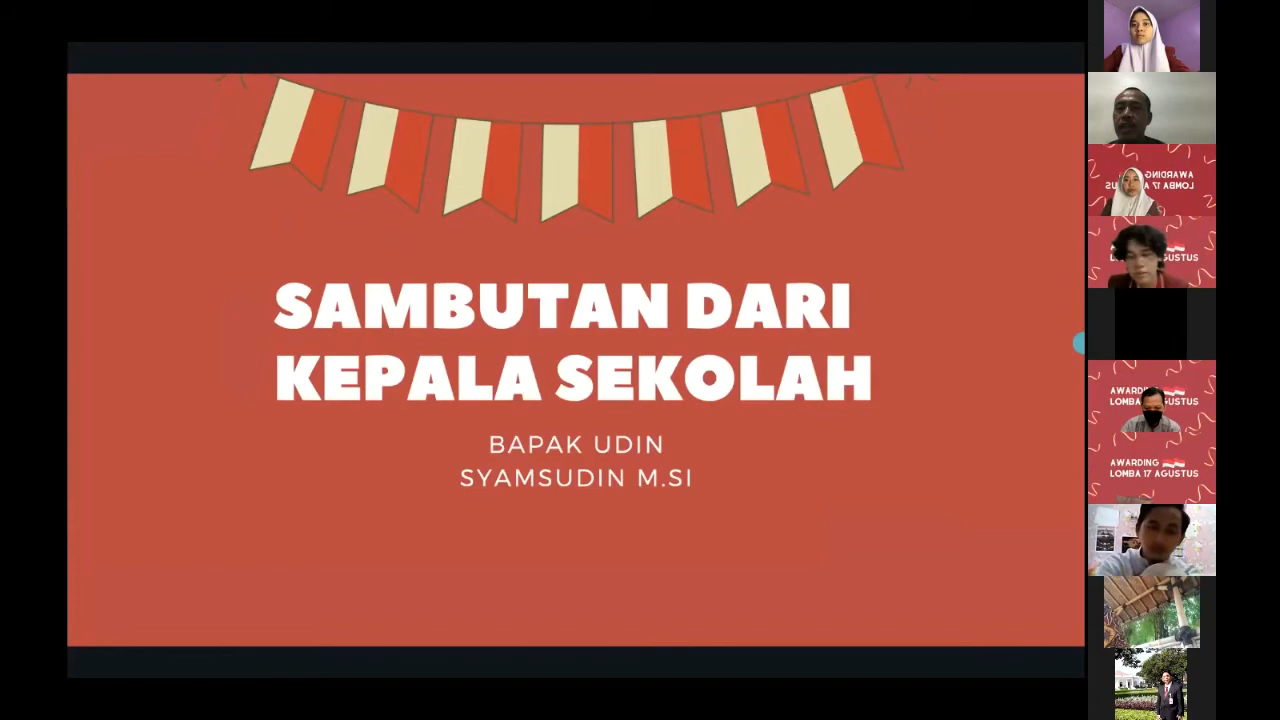 SAMBUTAN DARI
KEPALA SEKOLAH
BAPAK UDIN
SYAMSUDIN M.SI
AWARDING
LOMBA 17 AGUSTUS
AWARDING
LOMBA 17 AGUSTUS